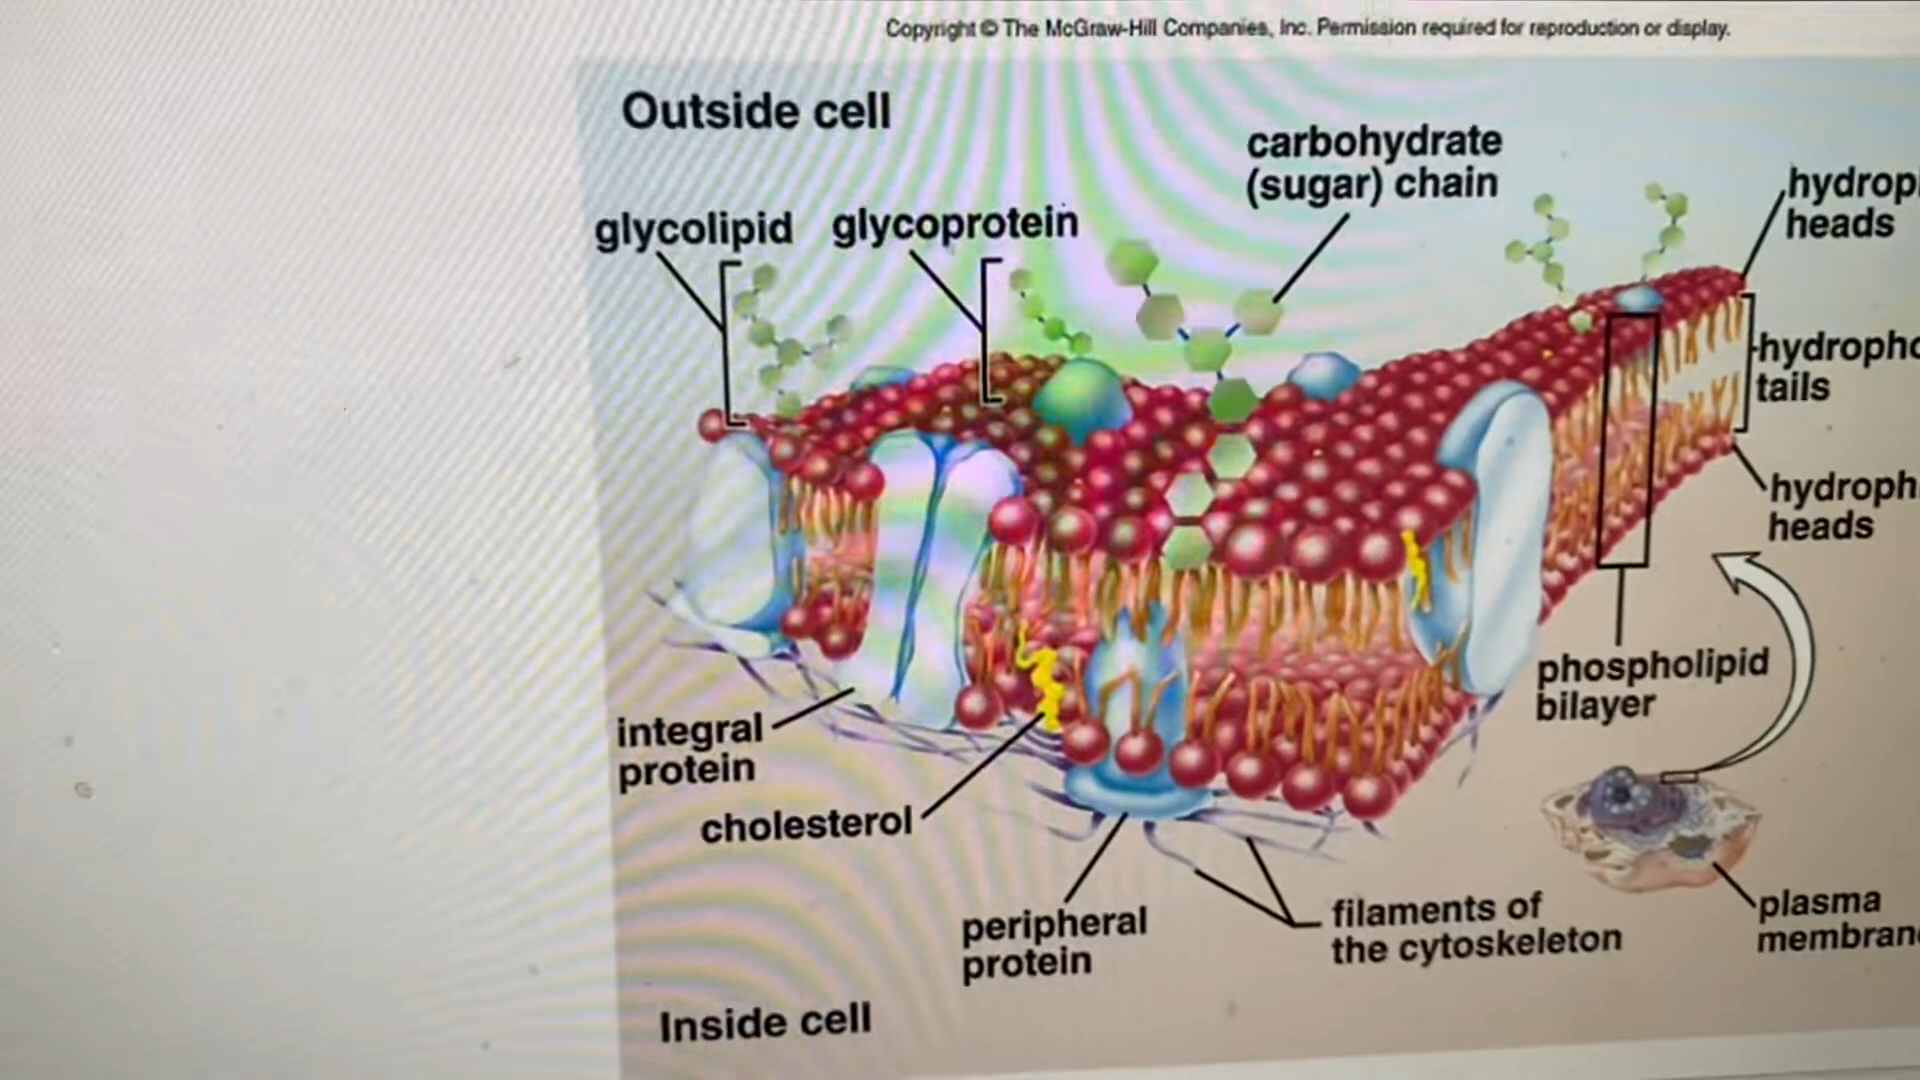 Copyright © The McGraw-Hill Companies, Inc. Permission required for reproduction or display.
Outside cell
carbohydrate
(sugar) chain
glycolipid
glycoprotein
heads
tails
heads
phospholipid
bilayer
integral
protein
cholesterol
peripheral
protein
filaments of
the cytoskeleton
plasma
Inside cell